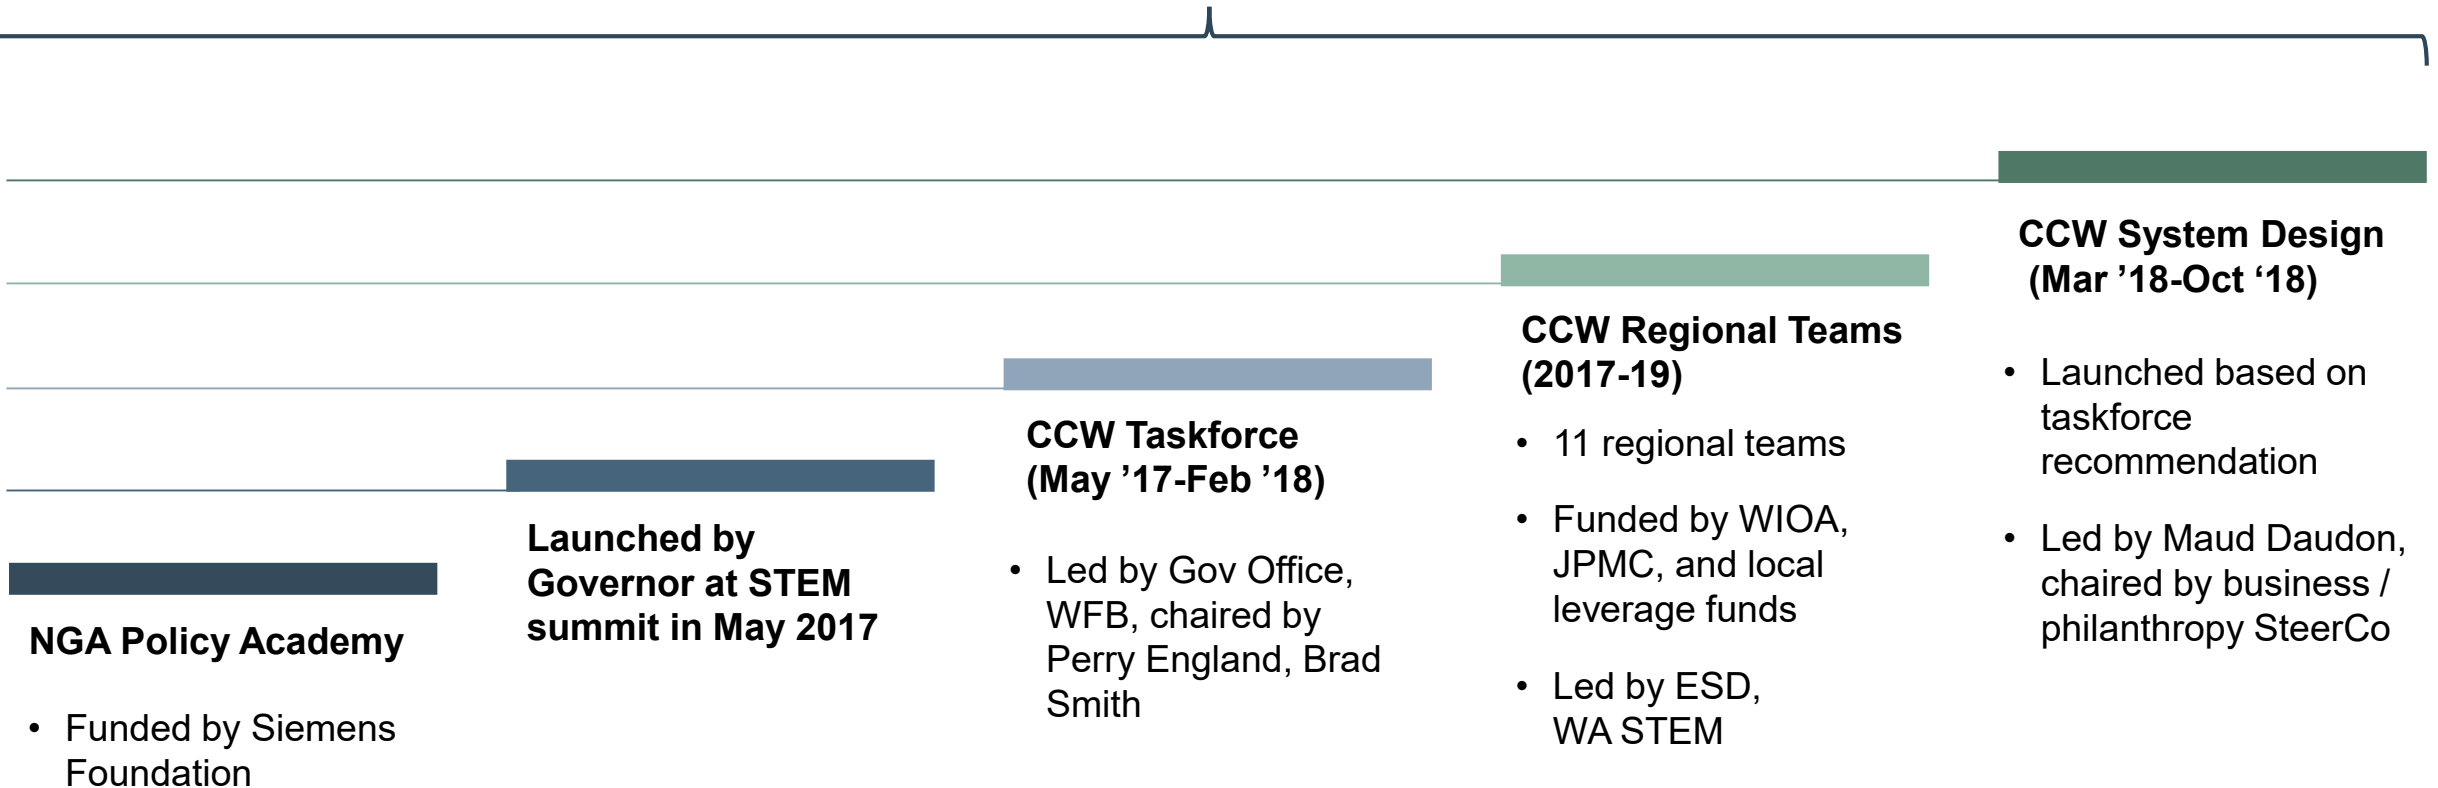 NGA Policy Academy
• Funded by Siemens
Foundation
Launched by
Governor at STEM
summit in May 2017
CCW Taskforce
(May ’17-Feb ’18)
• Led by Gov Office,
WFB, chaired by
Perry England, Brad
Smith
CCW Regional Teams
(2017-19)
• 11 regional teams
• Funded by WIOA,
JPMC, and local
leverage funds
• Led by ESD,
WA STEM
CCW System Design
(Mar ’18-Oct ‘18)
• Launched based on
taskforce
recommendation
• Led by Maud Daudon,
chaired by business /
philanthropy SteerCo